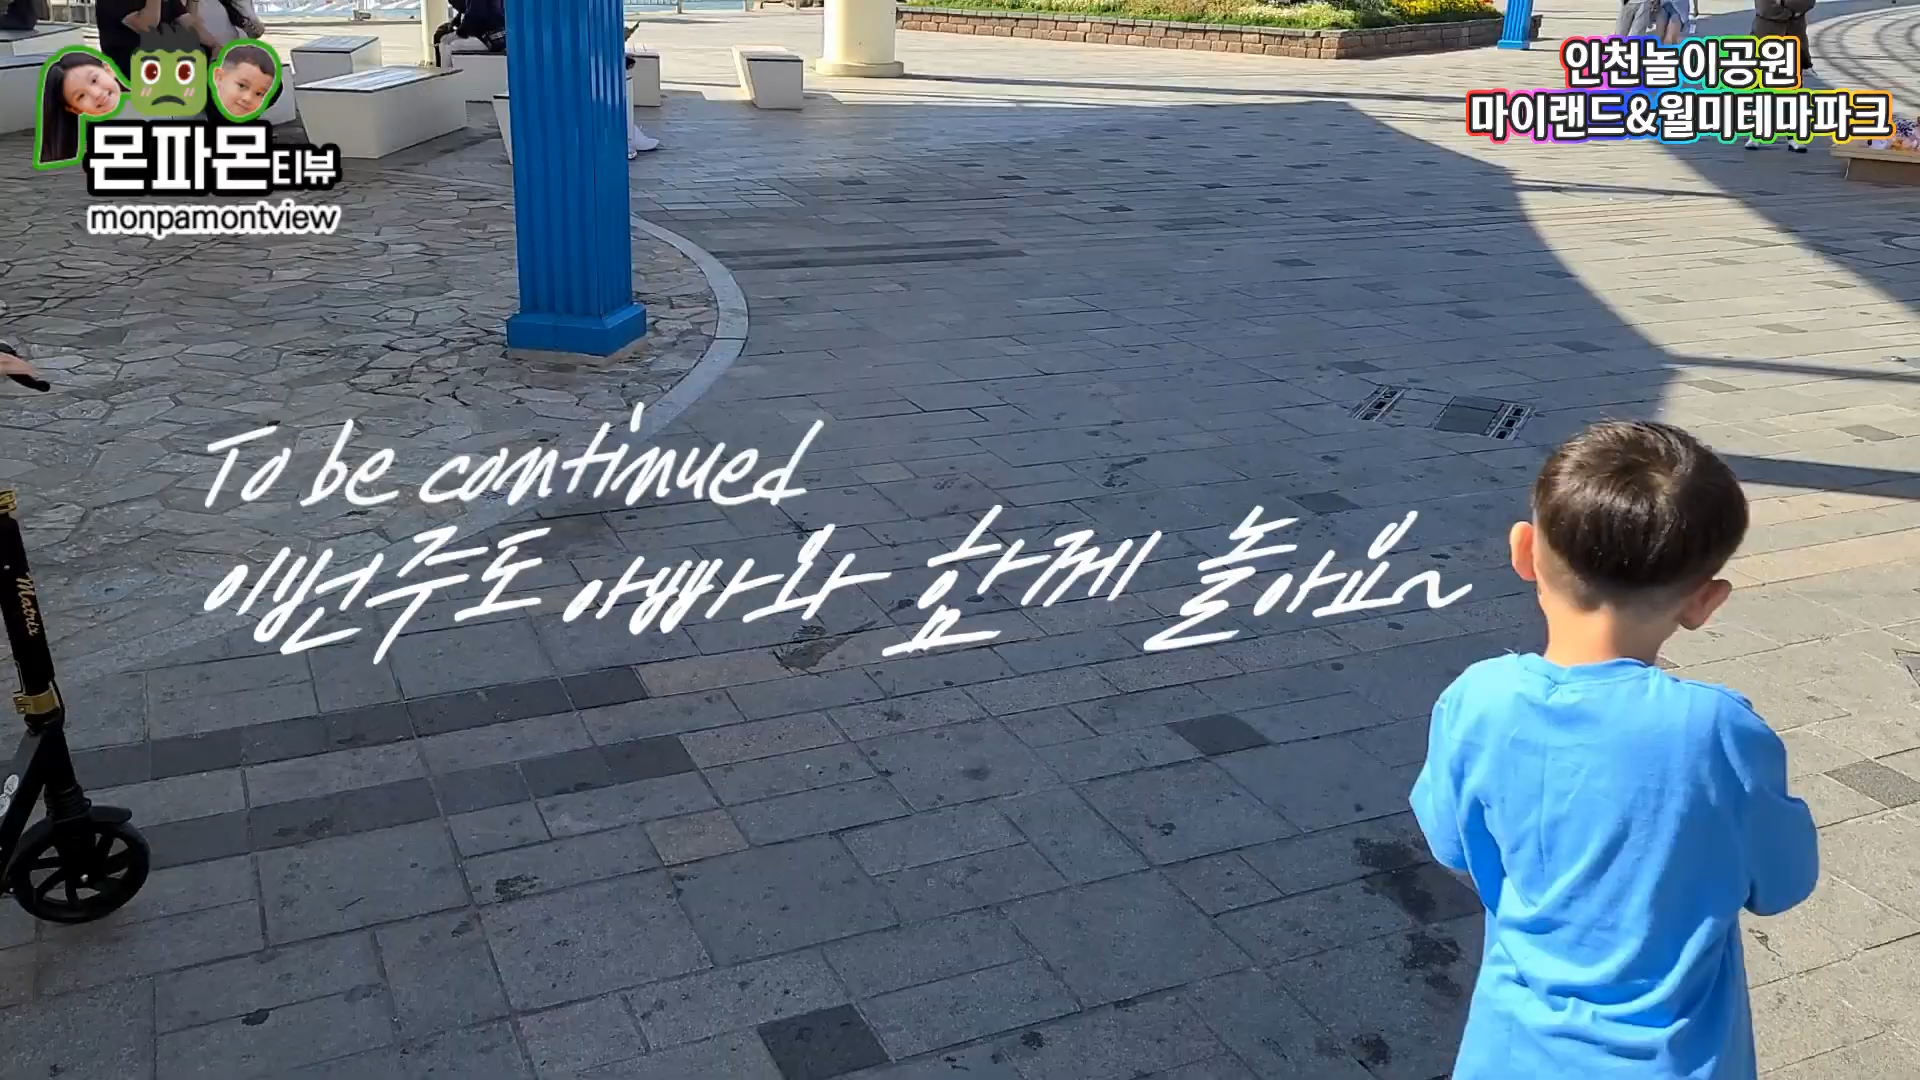 몬파몬티뷰
monpamontview
인천놀이공원
마이랜드&월미테마파크
To be continued
이번주도 아빠와 함께 놀아요~
Matrix